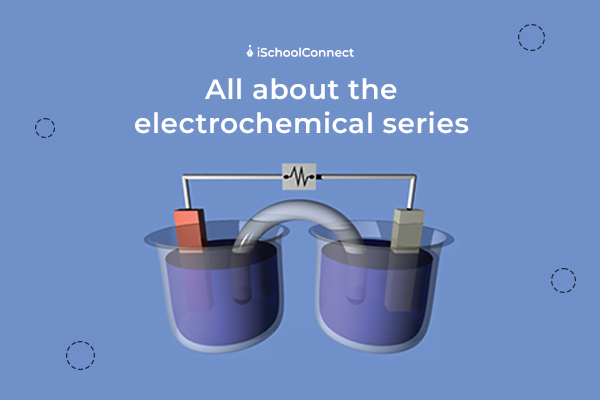 iSchoolConnect
All about the
electrochemical series